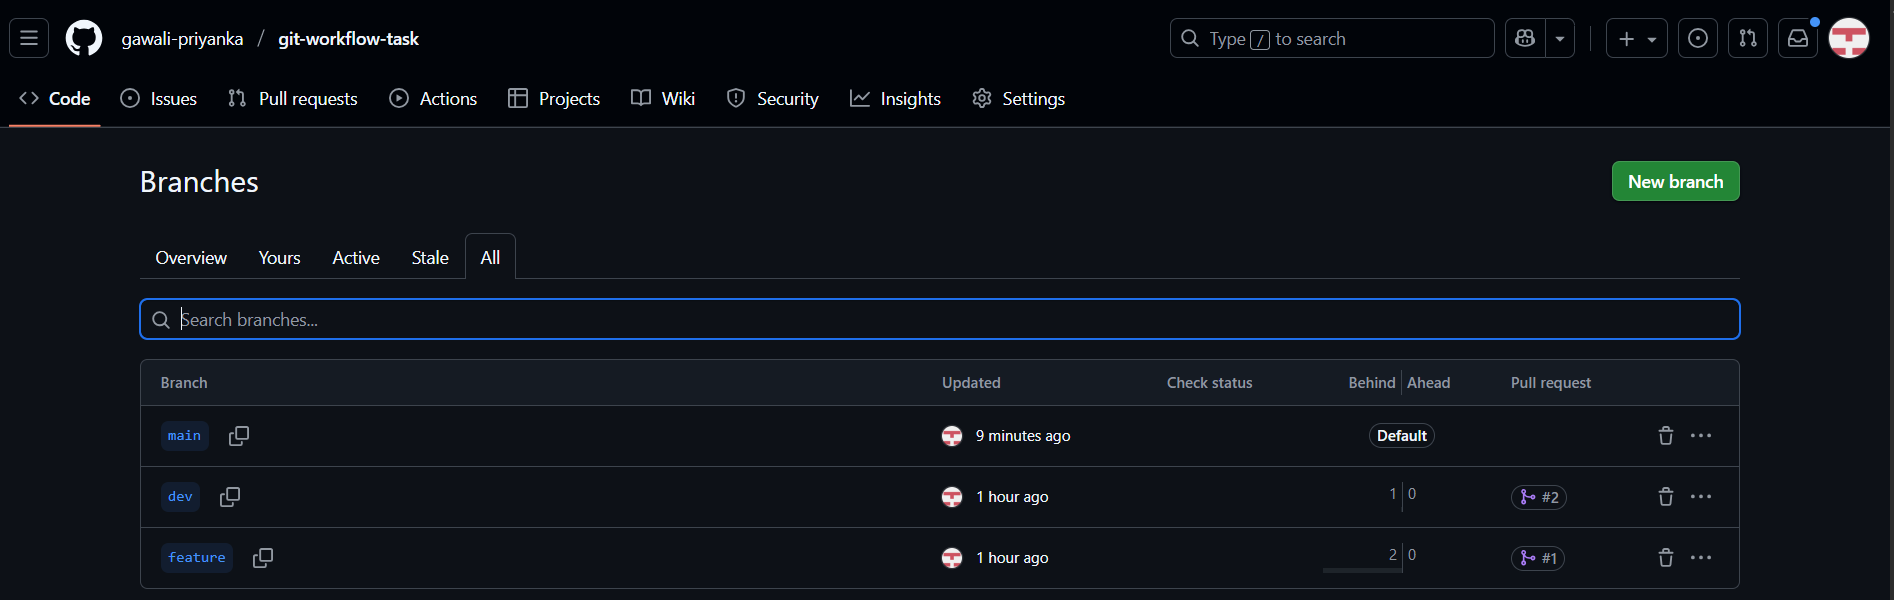 gawali-priyanka / git-workflow-task Type / to search
Code Issues Pull requests Actions Projects Wiki Security Insights Settings
Branches New branch
Overview Yours Active Stale All
Search branches...
Branch Updated Check status Behind Ahead Pull request
main 9 minutes ago Default
dev 1 hour ago 1 0 #2
feature 1 hour ago 2 0 #1